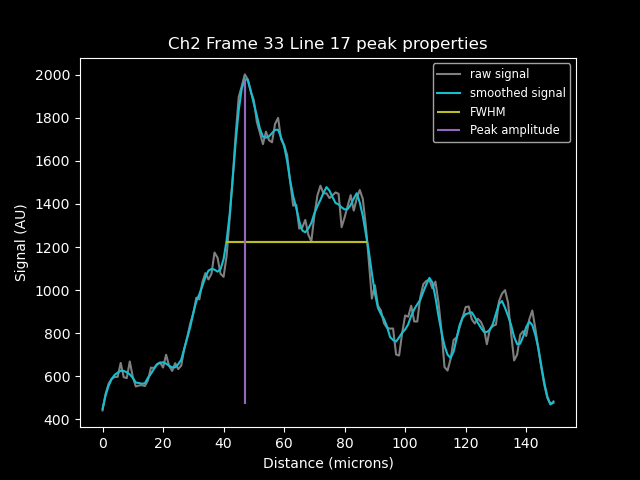 Ch2 Frame 33 Line 17 peak properties
raw signal
smoothed signal
FWHM
Peak amplitude
Signal (AU)
2000
1800
1600
1400
1200
1000
800
600
400
0 20 40 60 80 100 120 140
Distance (microns)